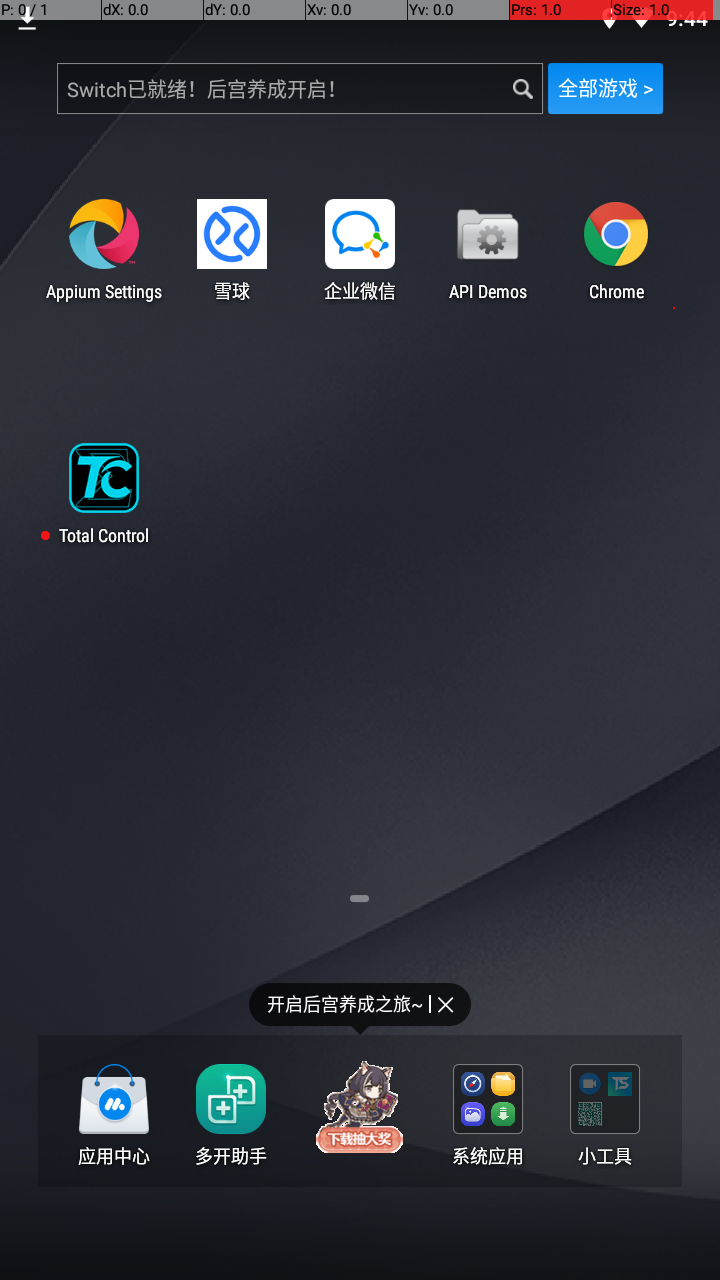 P: 0 / 1 dX: 0.0 dY: 0.0 Xv: 0.0 Yv: 0.0 Prs: 1.0 Size: 1.0
9:44
Switch已就绪！后宫养成开启！ 全部游戏 >
Appium Settings 雪球 企业微信 API Demos Chrome
TC
Total Control
开启后宫养成之旅~
TS
下载抽大奖
应用中心 多开助手 系统应用 小工具